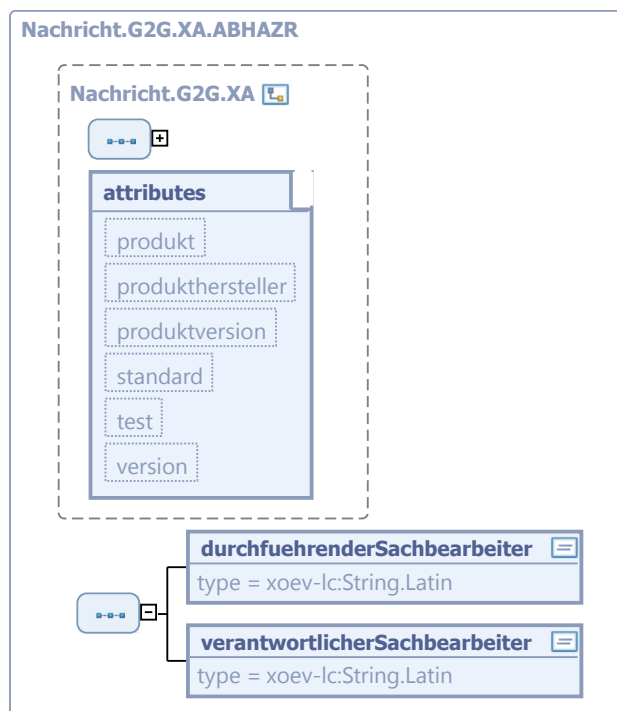 Nachricht.G2G.XA.ABHAZR
Nachricht.G2G.XA
attributes
produkt
produkthersteller
produktversion
standard
test
version
durchfuehrenderSachbearbeiter
type = xoev-lc:String.Latin
verantwortlicherSachbearbeiter
type = xoev-lc:String.Latin